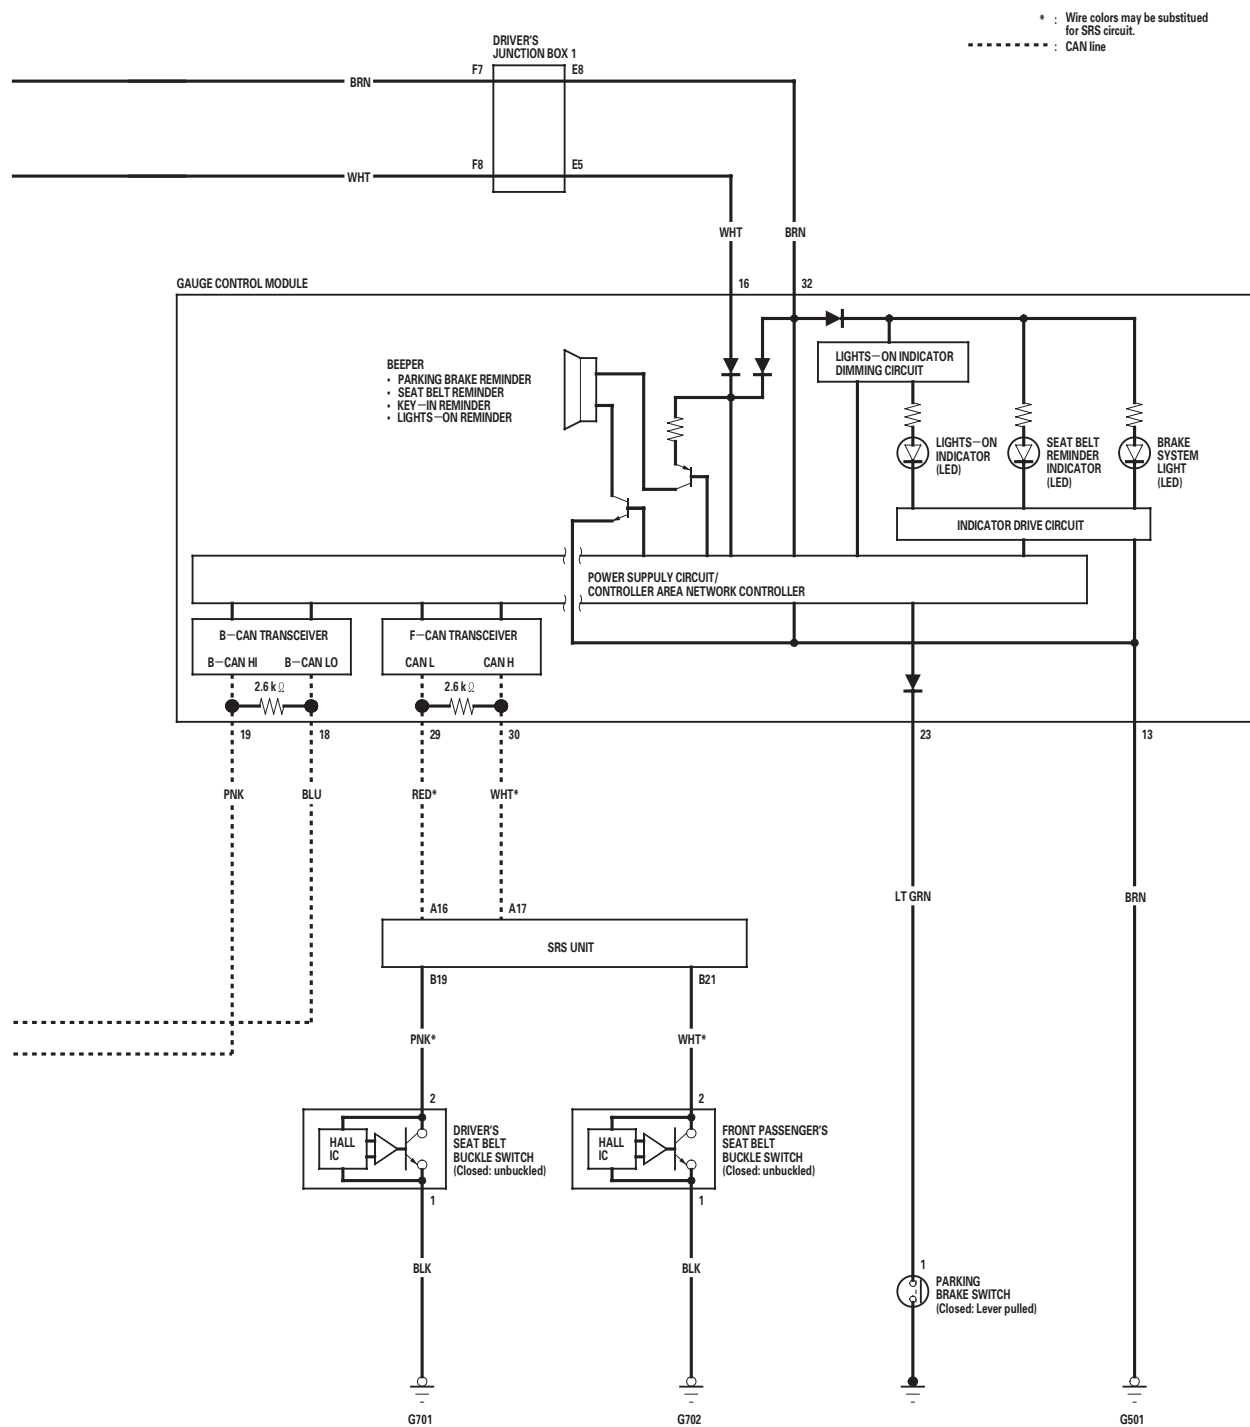 * : Wire colors may be substitued
for SRS circuit.
: CAN line
DRIVER'S
JUNCTION BOX 1
F7 E8
BRN
F8 E5
WHT
WHT BRN
GAUGE CONTROL MODULE
16 32
BEEPER
• PARKING BRAKE REMINDER
• SEAT BELT REMINDER
• KEY-IN REMINDER
• LIGHTS-ON REMINDER
LIGHTS-ON INDICATOR
DIMMING CIRCUIT
LIGHTS-ON
INDICATOR
(LED)
SEAT BELT
REMINDER
INDICATOR
(LED)
BRAKE
SYSTEM
LIGHT
(LED)
INDICATOR DRIVE CIRCUIT
POWER SUPPULY CIRCUIT/
CONTROLLER AREA NETWORK CONTROLLER
B-CAN TRANSCEIVER
B-CAN HI B-CAN LO
F-CAN TRANSCEIVER
CAN L CAN H
2.6 k Ω 2.6 k Ω
19 18 29 30 23 13
PNK BLU RED* WHT*
LT GRN BRN
A16 A17
SRS UNIT
B19 B21
PNK* WHT*
2
HALL
IC
DRIVER'S
SEAT BELT
BUCKLE SWITCH
(Closed: unbuckled)
1
2
HALL
IC
FRONT PASSENGER'S
SEAT BELT
BUCKLE SWITCH
(Closed: unbuckled)
1
BLK BLK
1
PARKING
BRAKE SWITCH
(Closed: Lever pulled)
G701 G702 G501